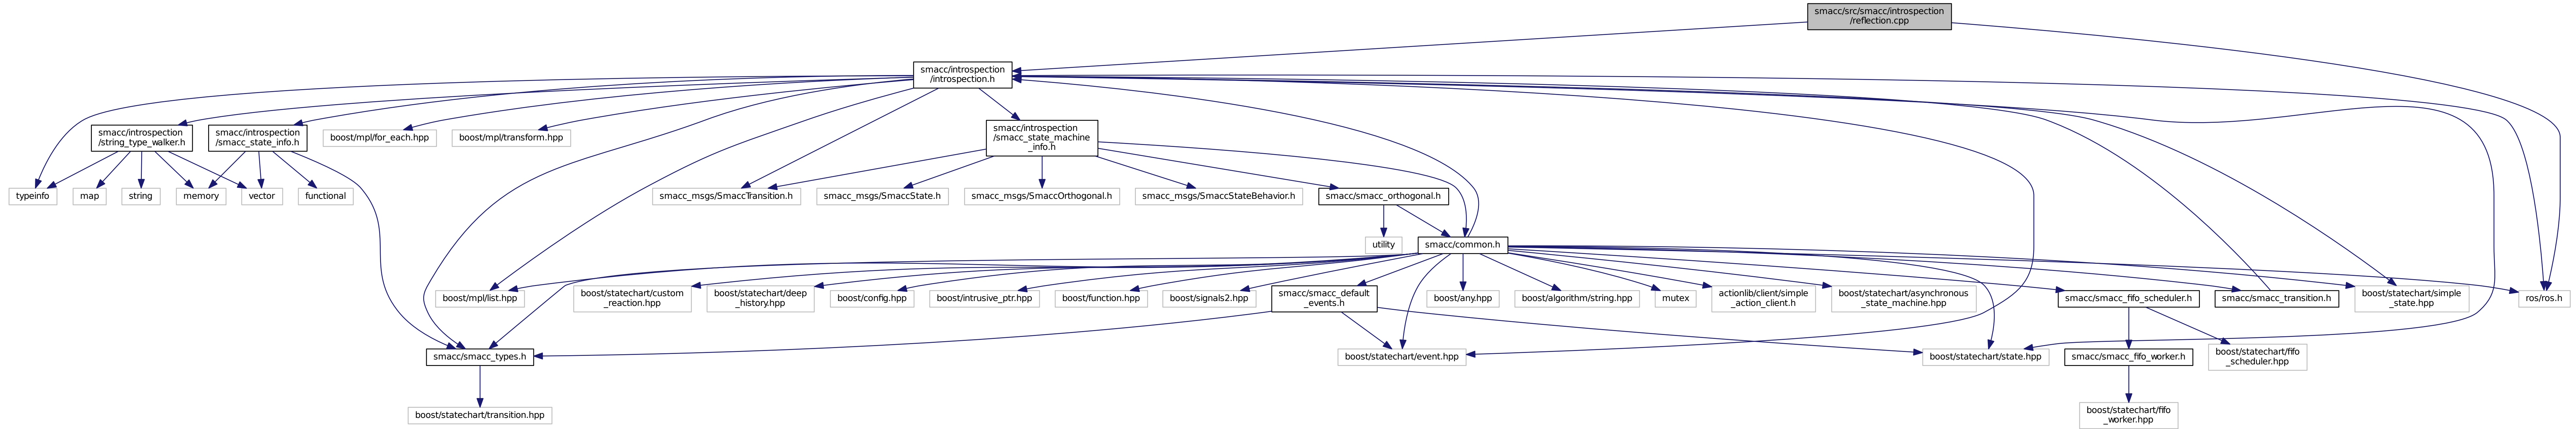 smacc/src/smacc/introspection
/reflection.cpp
smacc/introspection
/introspection.h
smacc/introspection
/string_type_walker.h
smacc/introspection
/smacc_state_info.h
boost/mpl/for_each.hpp
boost/mpl/transform.hpp
smacc/introspection
/smacc_state_machine
_info.h
typeinfo
map
string
memory
vector
functional
smacc_msgs/SmaccTransition.h
smacc_msgs/SmaccState.h
smacc_msgs/SmaccOrthogonal.h
smacc_msgs/SmaccStateBehavior.h
smacc/smacc_orthogonal.h
utility
smacc/common.h
boost/mpl/list.hpp
boost/statechart/custom
_reaction.hpp
boost/statechart/deep
_history.hpp
boost/config.hpp
boost/intrusive_ptr.hpp
boost/function.hpp
boost/signals2.hpp
smacc/smacc_default
_events.h
boost/any.hpp
boost/algorithm/string.hpp
mutex
actionlib/client/simple
_action_client.h
boost/statechart/asynchronous
_state_machine.hpp
smacc/smacc_fifo_scheduler.h
smacc/smacc_transition.h
boost/statechart/simple
_state.hpp
ros/ros.h
smacc/smacc_types.h
boost/statechart/event.hpp
boost/statechart/state.hpp
smacc/smacc_fifo_worker.h
boost/statechart/fifo
_scheduler.hpp
boost/statechart/transition.hpp
boost/statechart/fifo
_worker.hpp